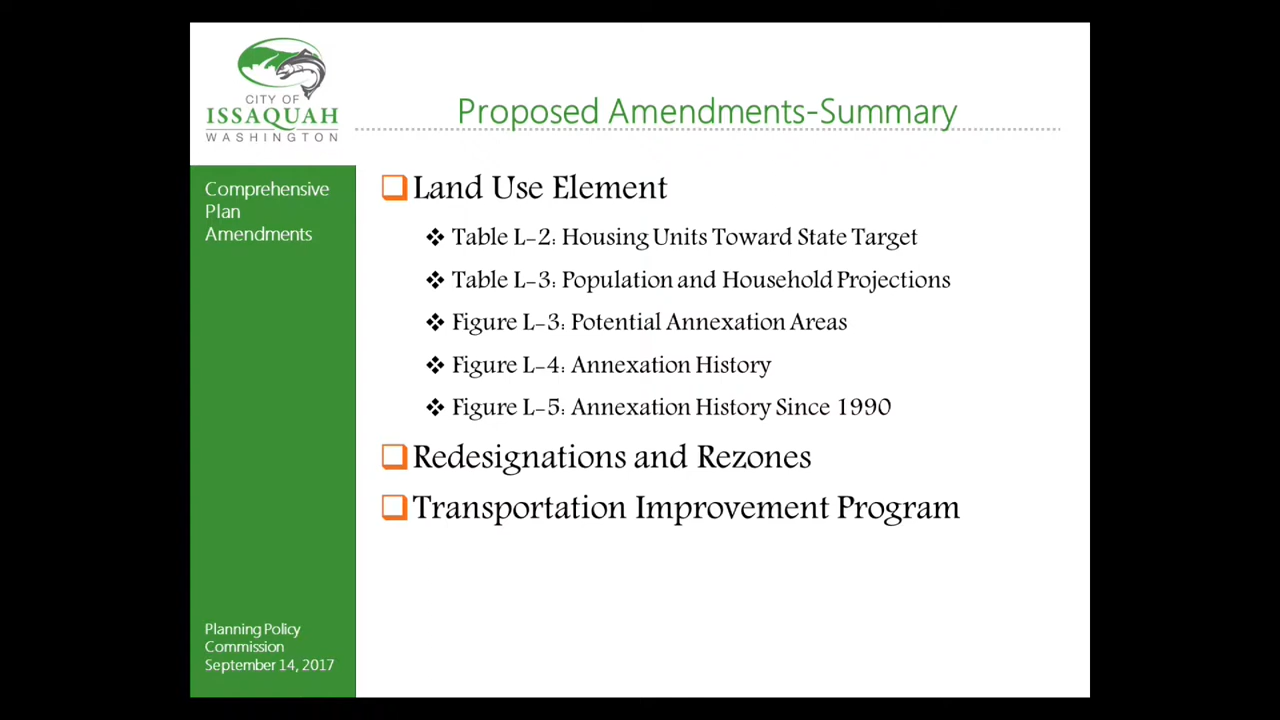 CITY OF
ISSAQUAH
WASHINGTON
Proposed Amendments-Summary
Comprehensive
Plan
Amendments
Land Use Element
Table L-2: Housing Units Toward State Target
Table L-3: Population and Household Projections
Figure L-3: Potential Annexation Areas
Figure L-4: Annexation History
Figure L-5: Annexation History Since 1990
Redesignations and Rezones
Transportation Improvement Program
Planning Policy
Commission
September 14, 2017